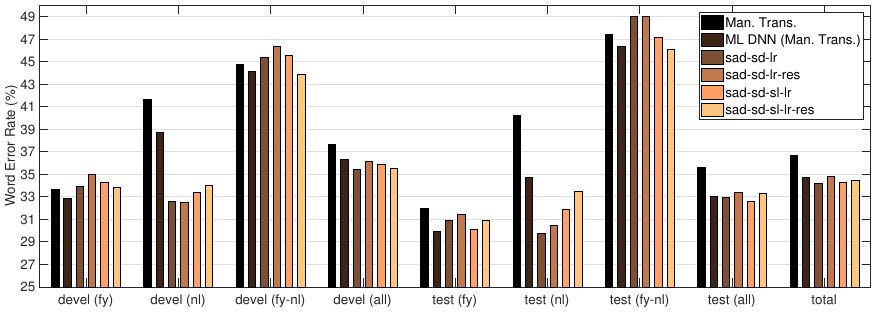 Word Error Rate (%)
49
47
45
43
41
39
37
35
33
31
29
27
25
Man. Trans.
ML DNN (Man. Trans.)
sad-sd-lr
sad-sd-lr-res
sad-sd-sl-lr
sad-sd-sl-lr-res
devel (fy) devel (nl) devel (fy-nl) devel (all) test (fy) test (nl) test (fy-nl) test (all) total